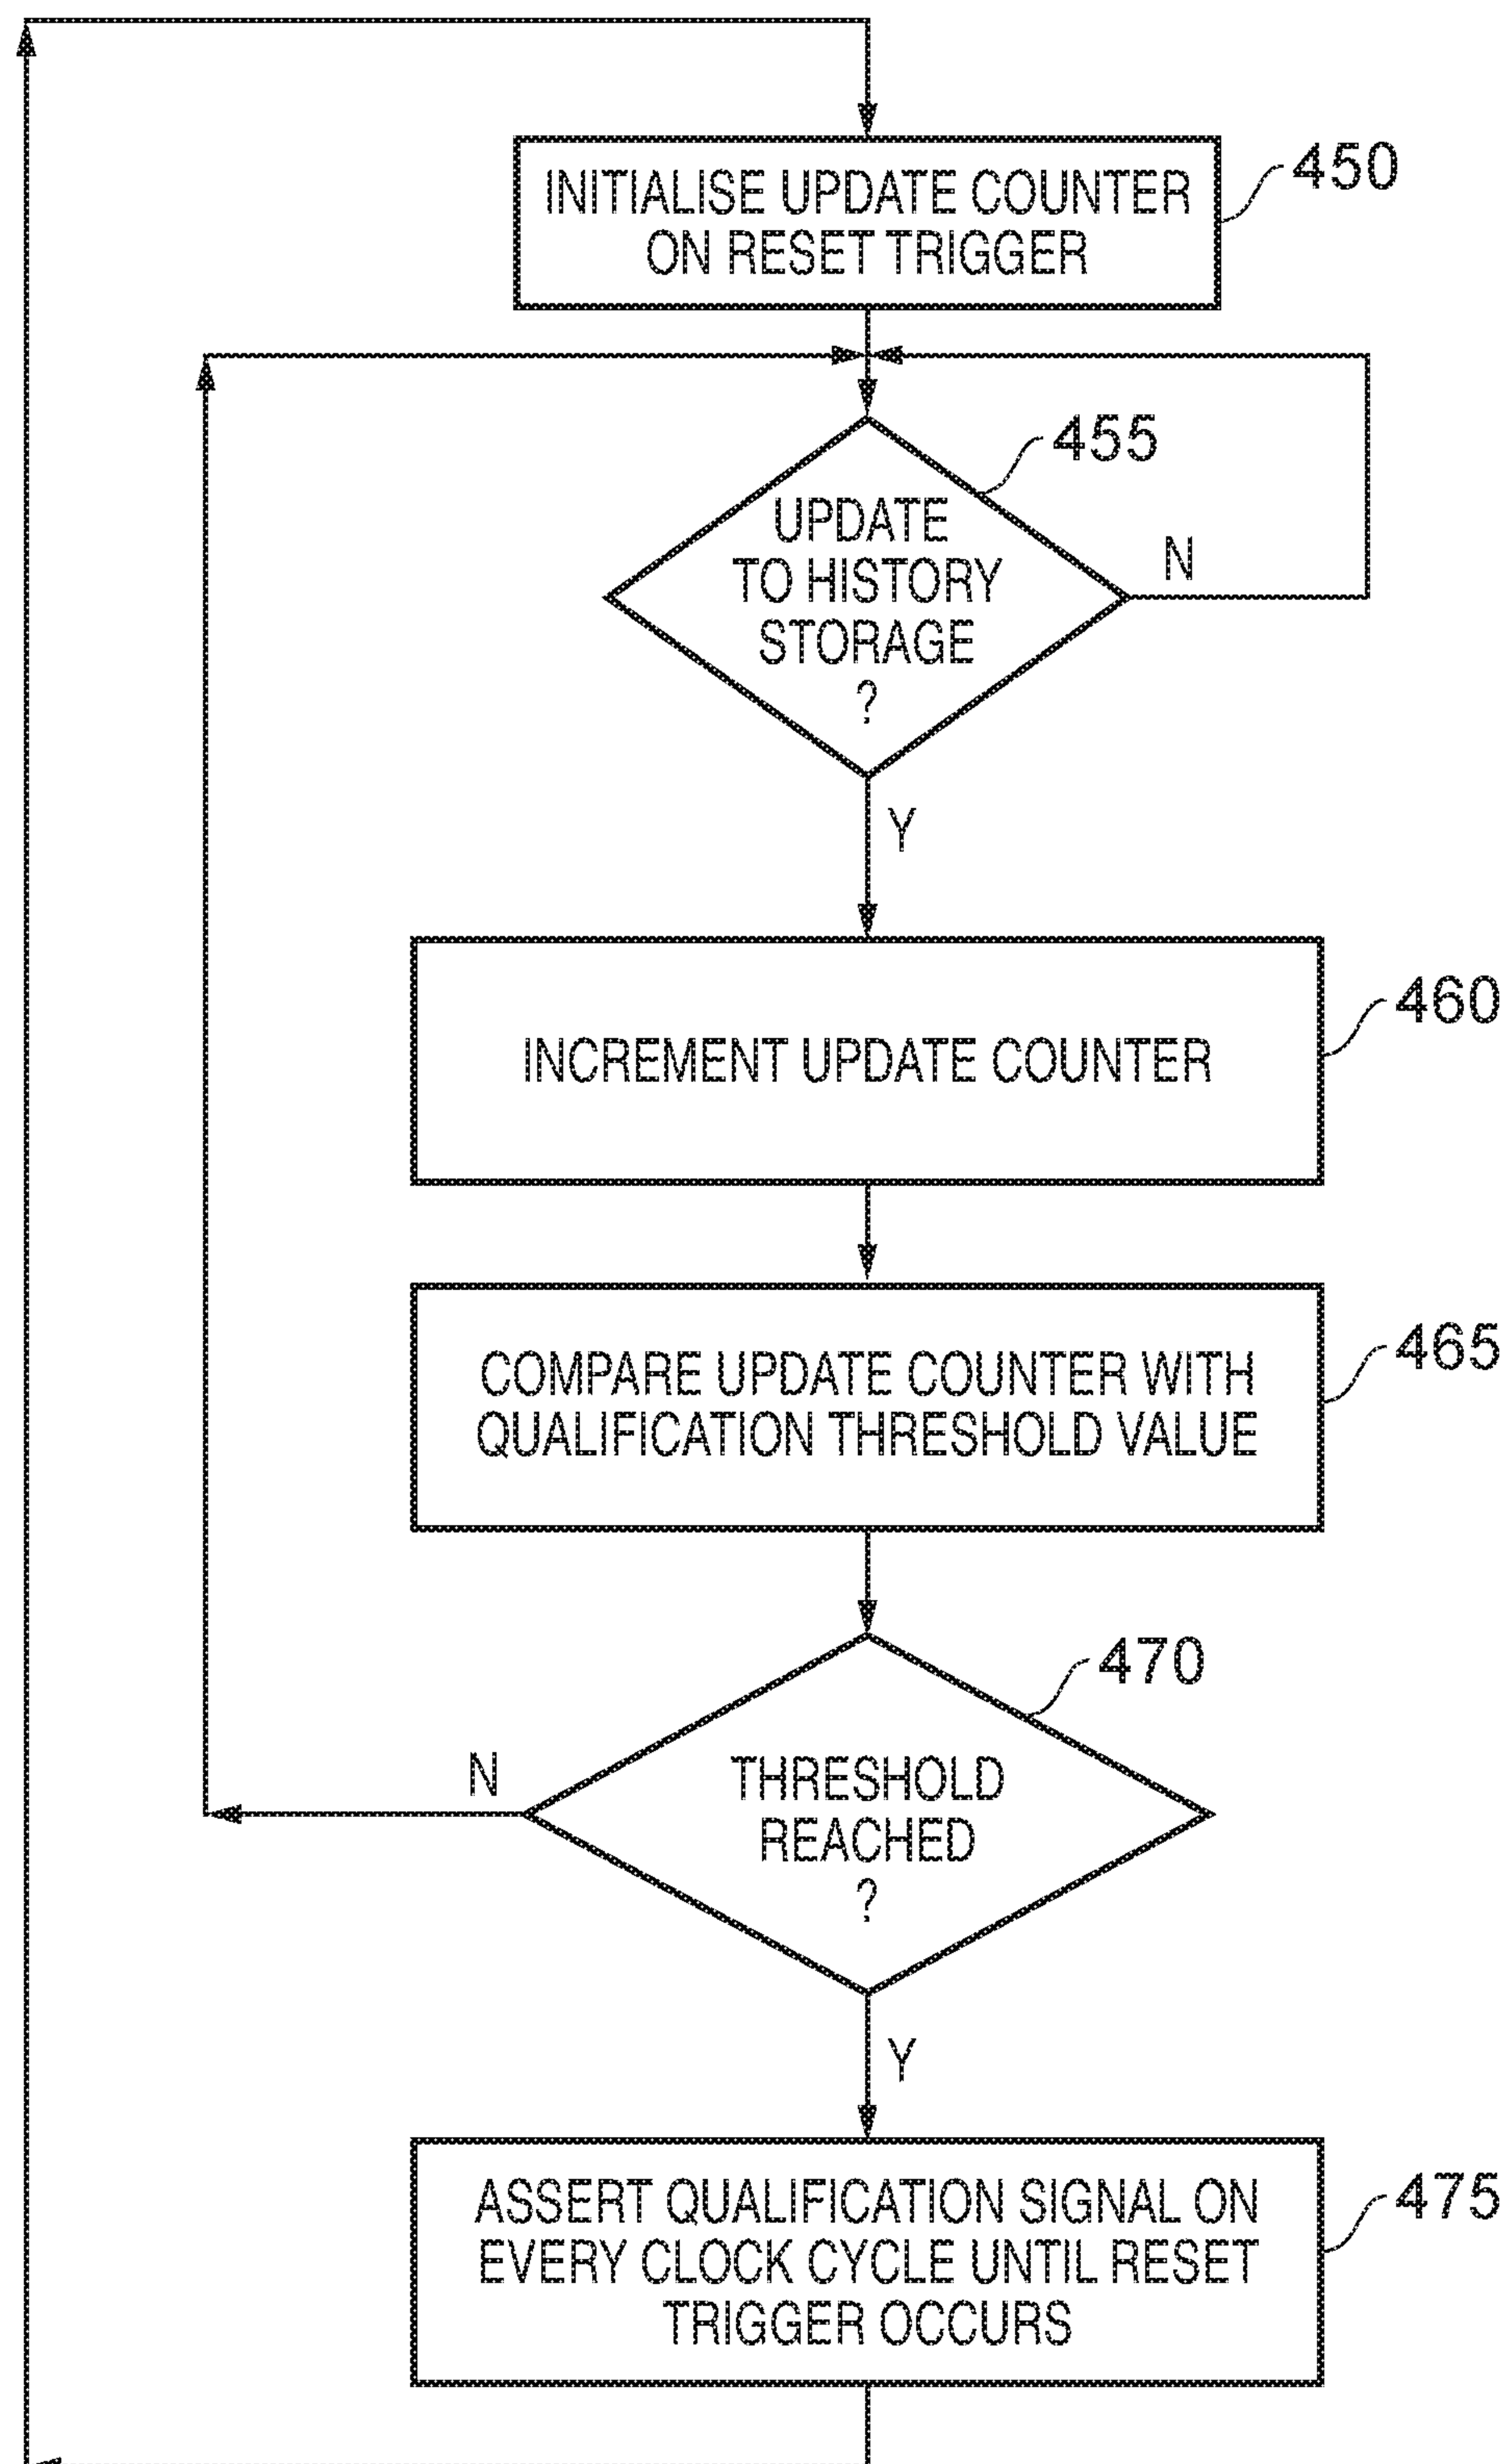 INITIALISE UPDATE COUNTER
ON RESET TRIGGER
450
455
UPDATE
TO HISTORY
STORAGE
?
N
Y
INCREMENT UPDATE COUNTER
460
COMPARE UPDATE COUNTER WITH
QUALIFICATION THRESHOLD VALUE
465
470
N
THRESHOLD
REACHED
?
Y
ASSERT QUALIFICATION SIGNAL ON
EVERY CLOCK CYCLE UNTIL RESET
TRIGGER OCCURS
475